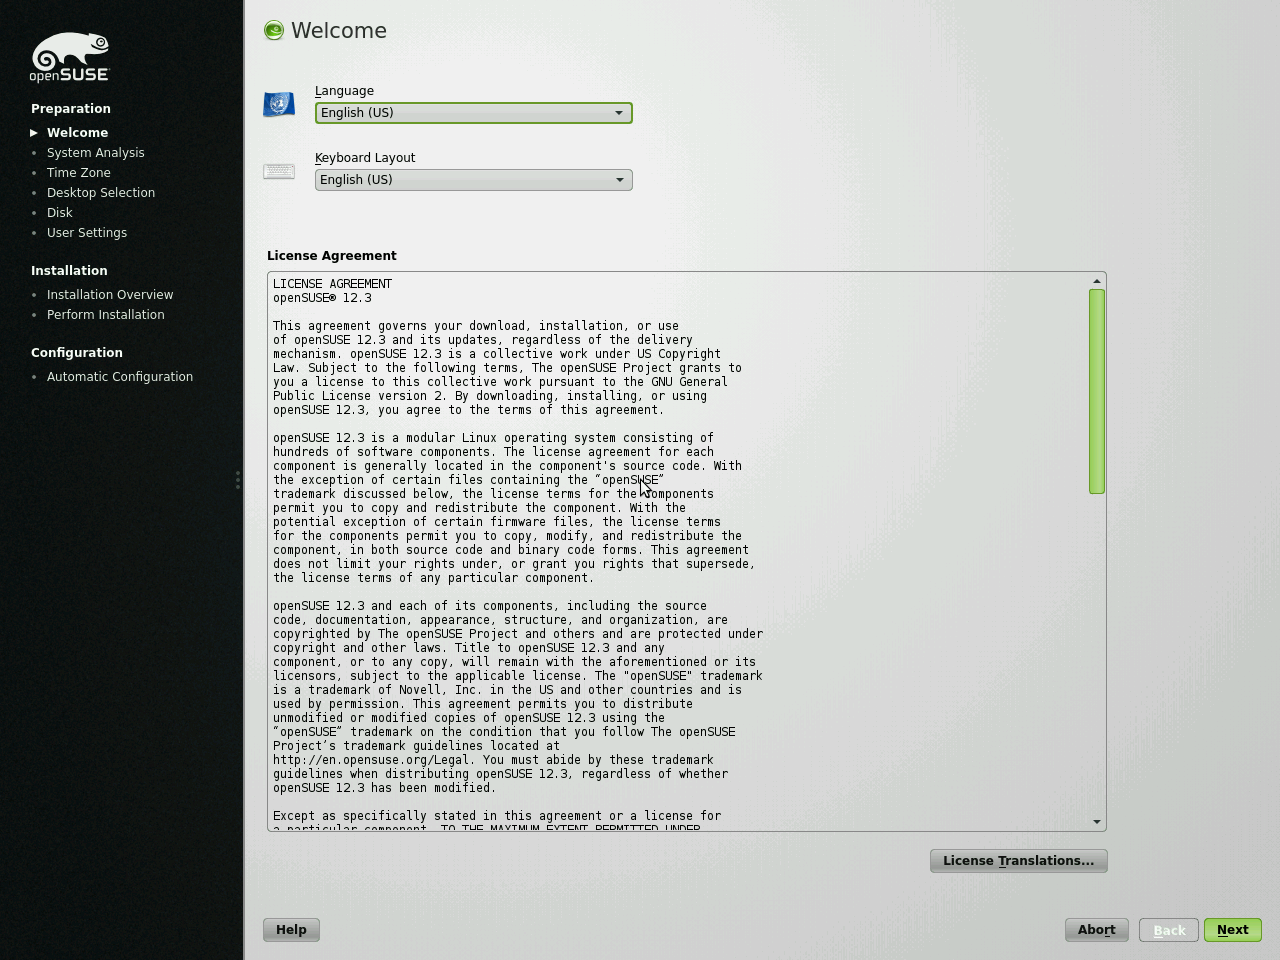 openSUSE
Preparation
Welcome
System Analysis
Time Zone
Desktop Selection
Disk
User Settings
Installation
Installation Overview
Perform Installation
Configuration
Automatic Configuration
Welcome
Language
English (US)
Keyboard Layout
English (US)
License Agreement
LICENSE AGREEMENT
openSUSE® 12.3
This agreement governs your download, installation, or use
of openSUSE 12.3 and its updates, regardless of the delivery
mechanism. openSUSE 12.3 is a collective work under US Copyright
Law. Subject to the following terms, The openSUSE Project grants to
you a license to this collective work pursuant to the GNU General
Public License version 2. By downloading, installing, or using
openSUSE 12.3, you agree to the terms of this agreement.
openSUSE 12.3 is a modular Linux operating system consisting of
hundreds of software components. The license agreement for each
component is generally located in the component's source code. With
the exception of certain files containing the “openSUSE”
trademark discussed below, the license terms for the components
permit you to copy and redistribute the component. With the
potential exception of certain firmware files, the license terms
for the components permit you to copy, modify, and redistribute the
component, in both source code and binary code forms. This agreement
does not limit your rights under, or grant you rights that supersede,
the license terms of any particular component.
openSUSE 12.3 and each of its components, including the source
code, documentation, appearance, structure, and organization, are
copyrighted by The openSUSE Project and others and are protected under
copyright and other laws. Title to openSUSE 12.3 and any
component, or to any copy, will remain with the aforementioned or its
licensors, subject to the applicable license. The "openSUSE" trademark
is a trademark of Novell, Inc. in the US and other countries and is
used by permission. This agreement permits you to distribute
unmodified or modified copies of openSUSE 12.3 using the
“openSUSE” trademark on the condition that you follow The openSUSE
Project’s trademark guidelines located at
http://en.opensuse.org/Legal. You must abide by these trademark
guidelines when distributing openSUSE 12.3, regardless of whether
openSUSE 12.3 has been modified.
Except as specifically stated in this agreement or a license for
a particular component, TO THE MAXIMUM EXTENT PERMITTED UNDER
License Translations...
Help
Abort
Back
Next